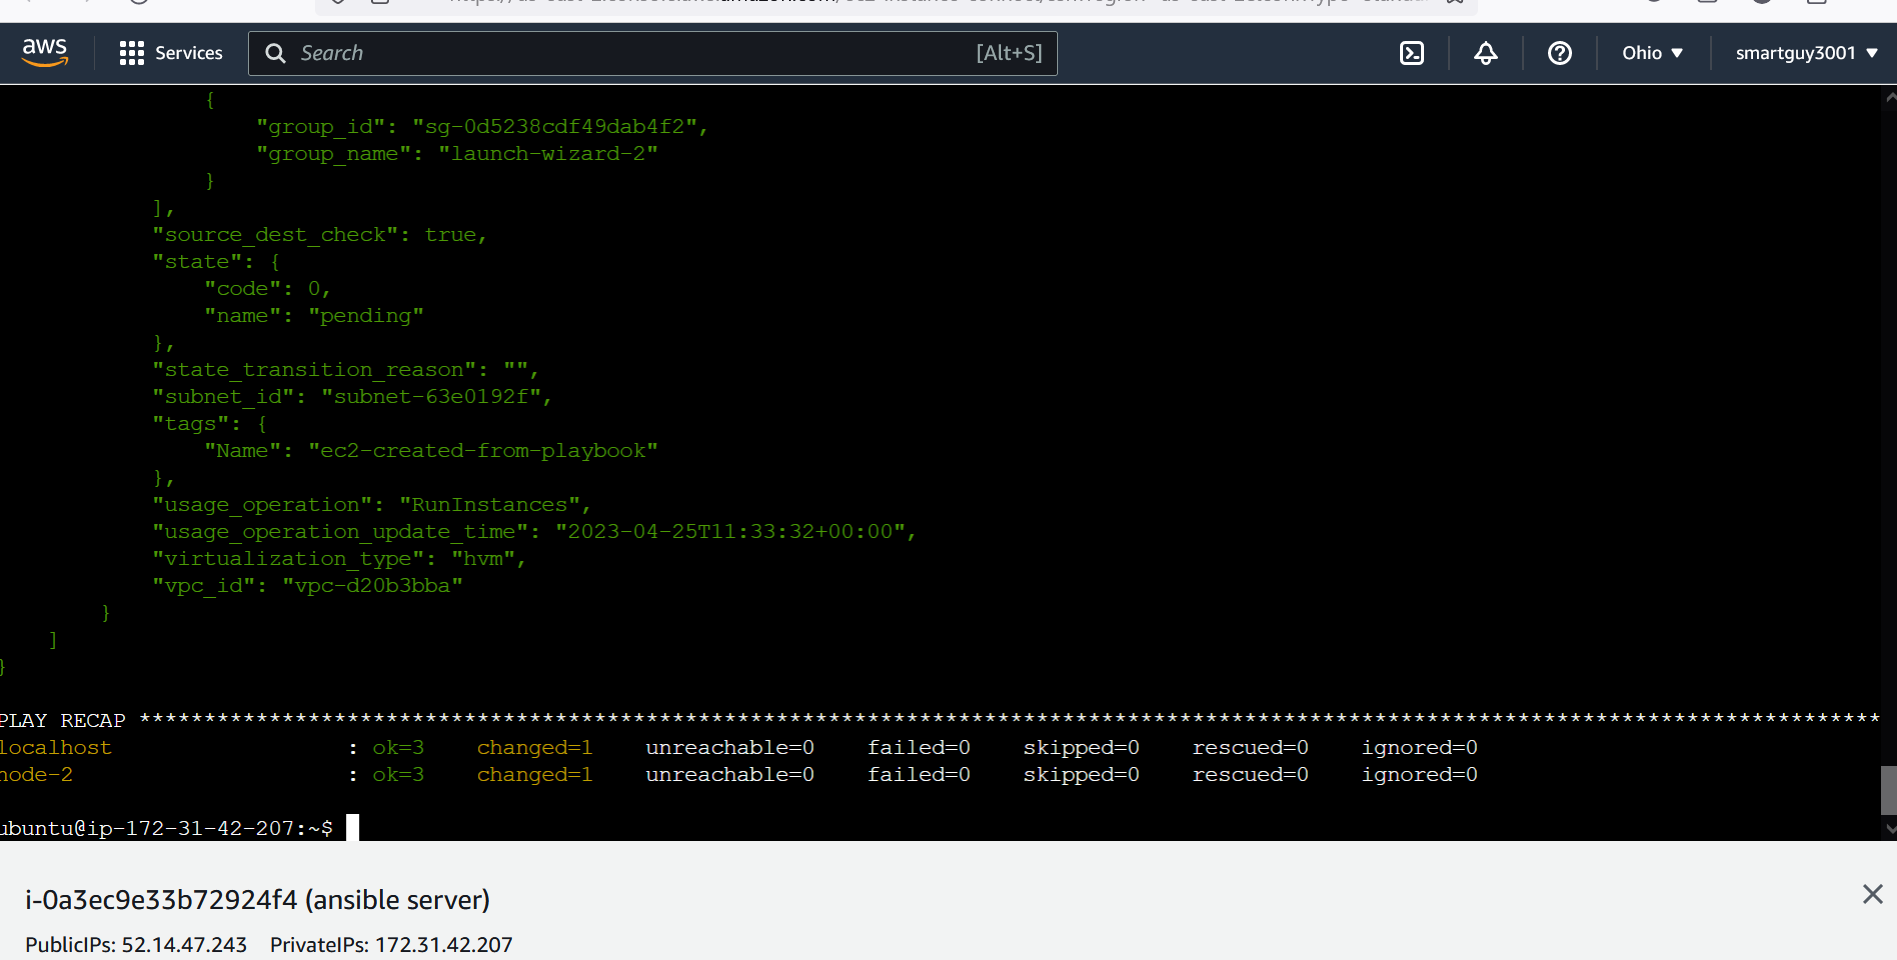 aws Services Search [Alt+S] Ohio smartguy3001
{
"group_id": "sg-0d5238cdf49dab4f2",
"group_name": "launch-wizard-2"
}
],
"source_dest_check": true,
"state": {
"code": 0,
"name": "pending"
},
"state_transition_reason": "",
"subnet_id": "subnet-63e0192f",
"tags": {
"Name": "ec2-created-from-playbook"
},
"usage_operation": "RunInstances",
"usage_operation_update_time": "2023-04-25T11:33:32+00:00",
"virtualization_type": "hvm",
"vpc_id": "vpc-d20b3bba"
}
]
}
PLAY RECAP **************************************************************************************************************************************
localhost : ok=3 changed=1 unreachable=0 failed=0 skipped=0 rescued=0 ignored=0
node-2 : ok=3 changed=1 unreachable=0 failed=0 skipped=0 rescued=0 ignored=0
ubuntu@ip-172-31-42-207:~$
i-0a3ec9e33b72924f4 (ansible server)
PublicIPs: 52.14.47.243 PrivateIPs: 172.31.42.207